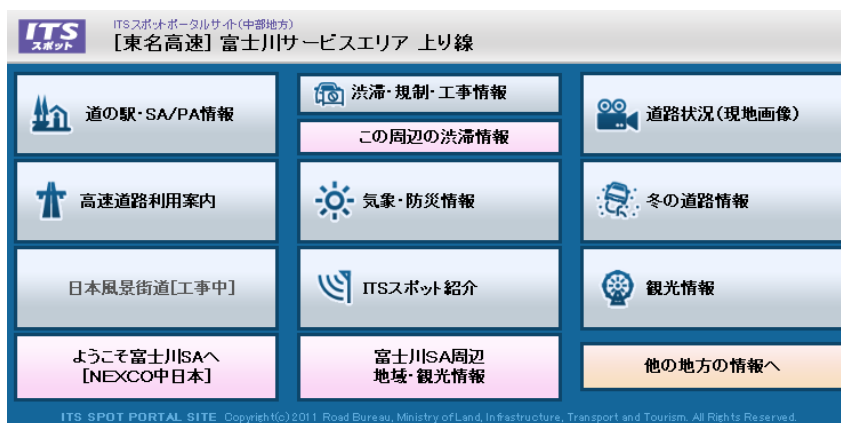 ITS
スポット
ITSスポットポータルサイト(中部地方)
[東名高速] 富士川サービスエリア 上り線
道の駅・SA/PA情報
渋滞・規制・工事情報
この周辺の渋滞情報
道路状況(現地画像)
高速道路利用案内
気象・防災情報
冬の道路情報
日本風景街道[工事中]
ITSスポット紹介
観光情報
ようこそ富士川SAへ
[NEXCO中日本]
富士川SA周辺
地域・観光情報
他の地方の情報へ
ITS SPOT PORTAL SITE Copyright(c)2011 Road Bureau, Ministry of Land, Infrastructure, Transport and Tourism. All Rights Reserved.